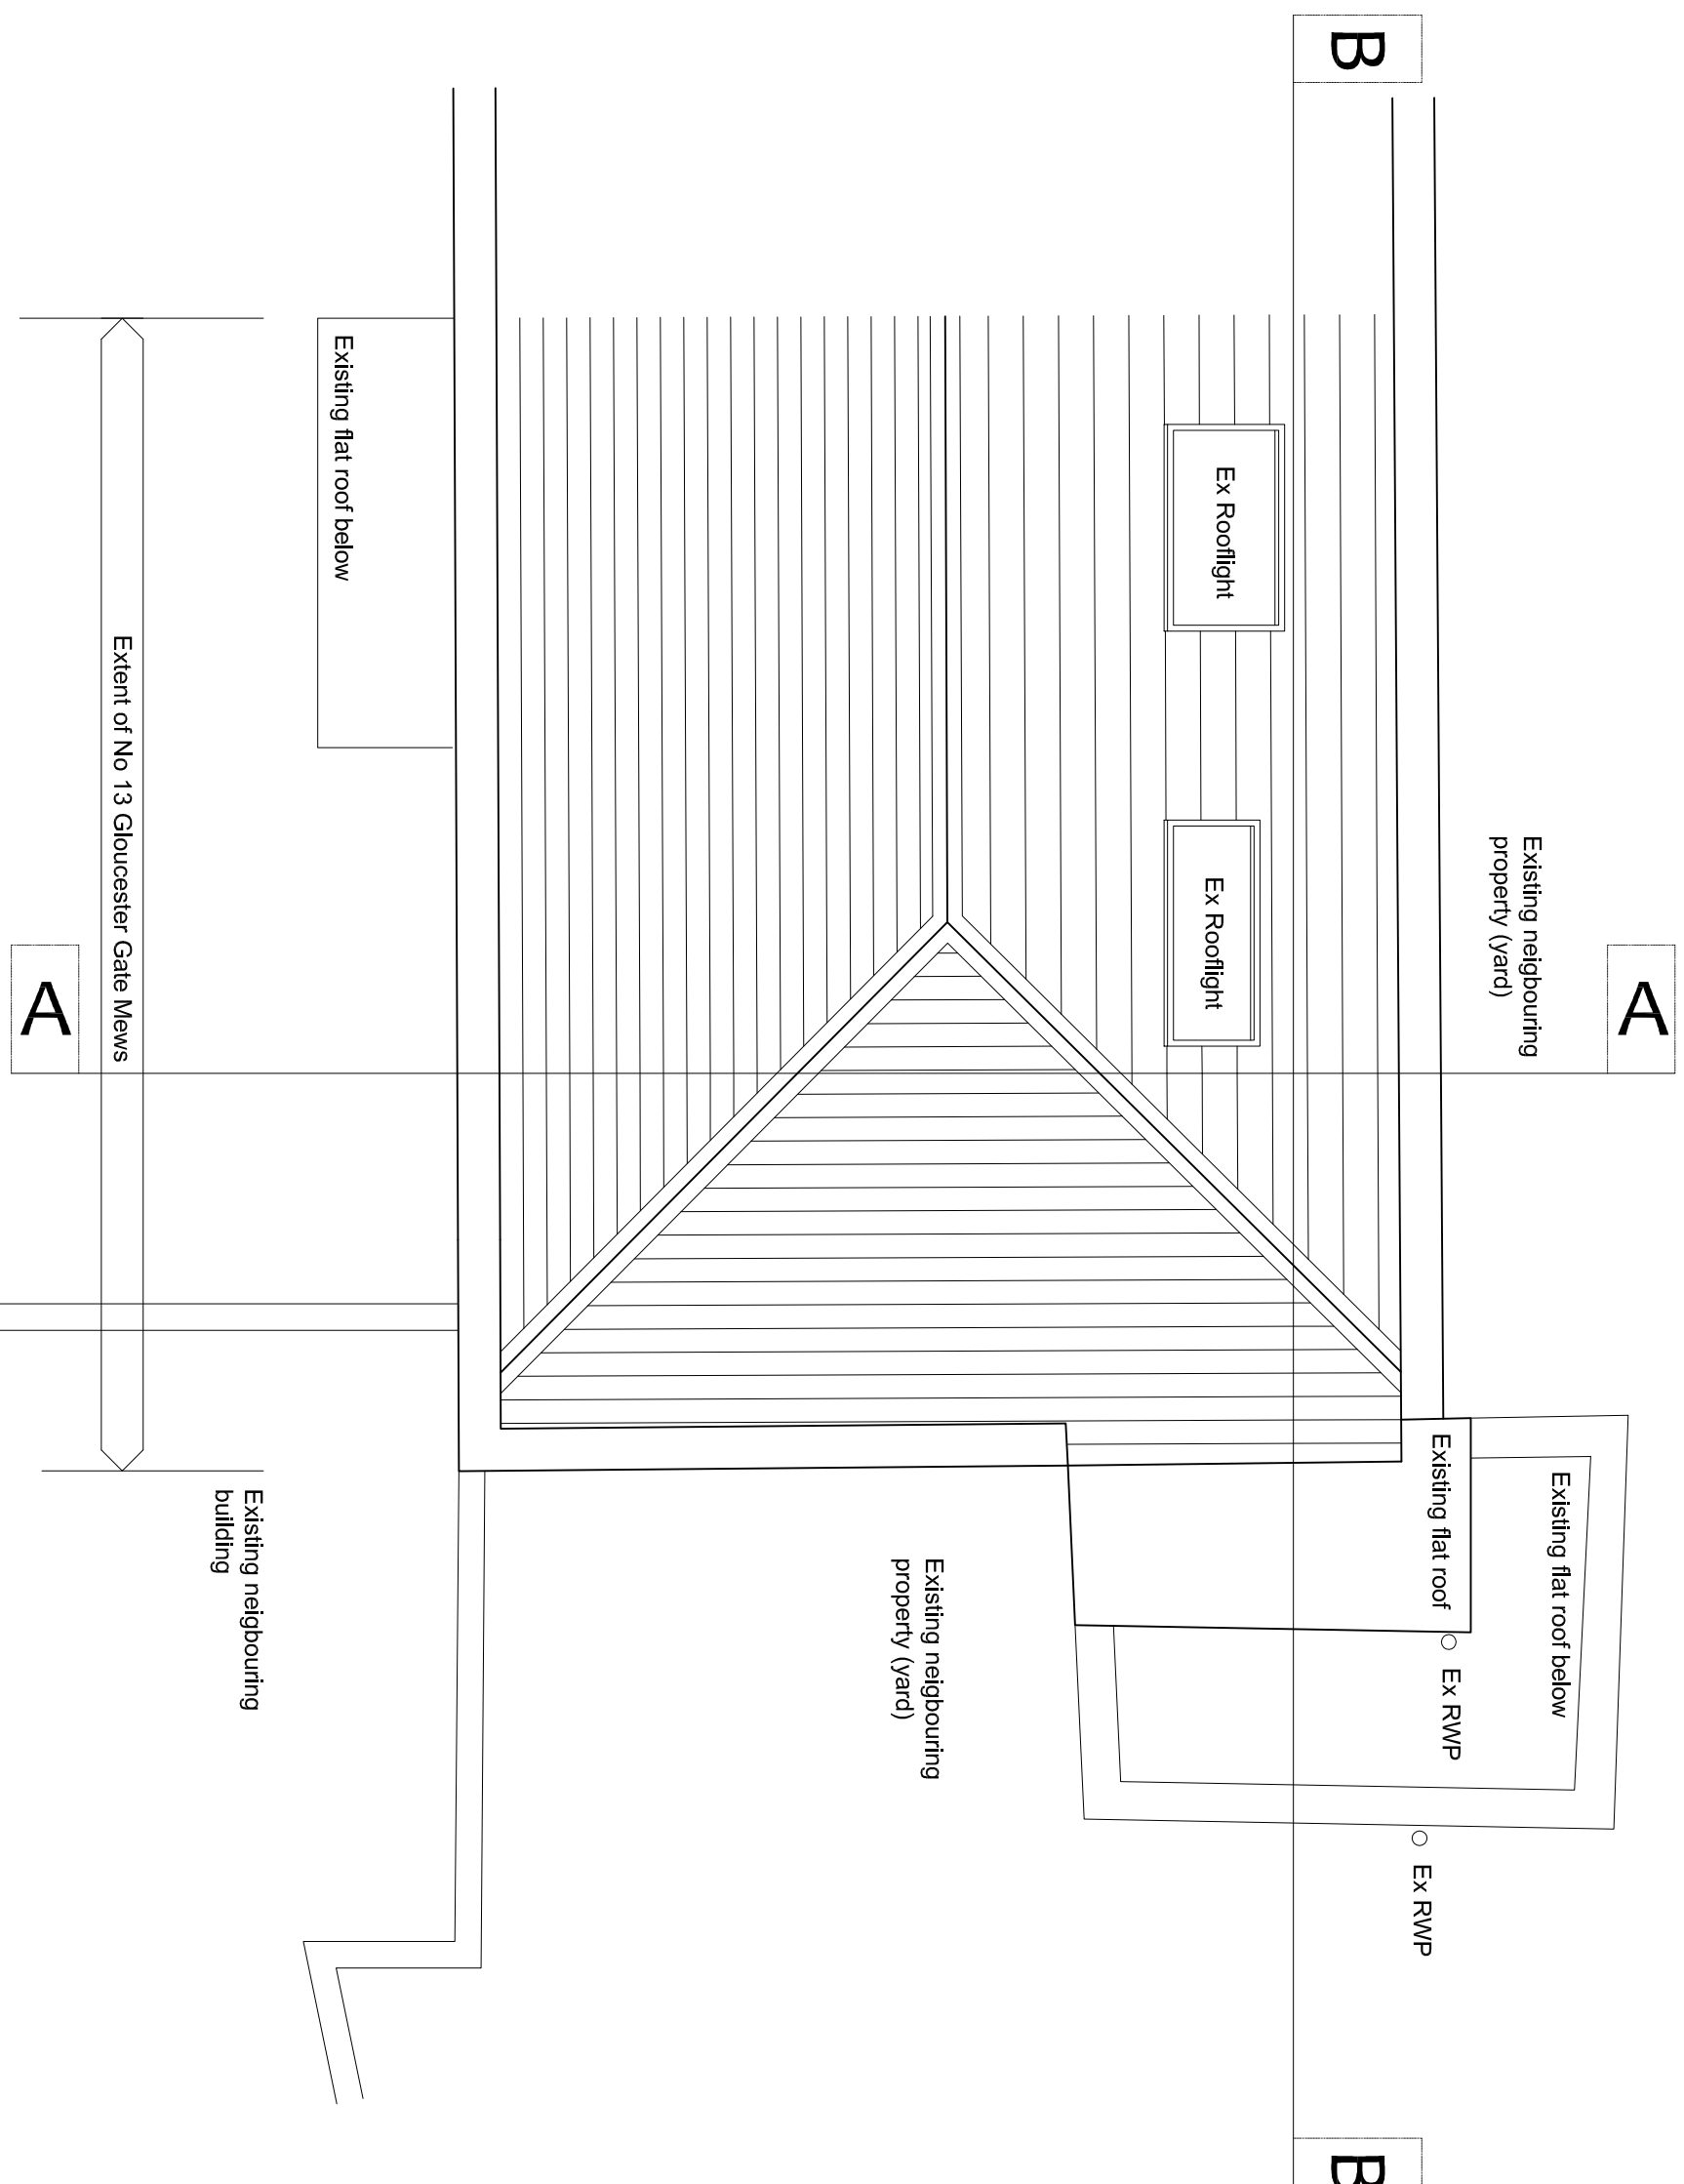 B
Existing flat roof below
Ex Rooflight
Extent of No 13 Gloucester Gate Mews
Existing neigbouring
property (yard)
Ex Rooflight
A
A
Existing flat roof
Existing flat roof below
Existing neigbouring
building
Existing neigbouring
property (yard)
Ex RWP
Ex RWP
B